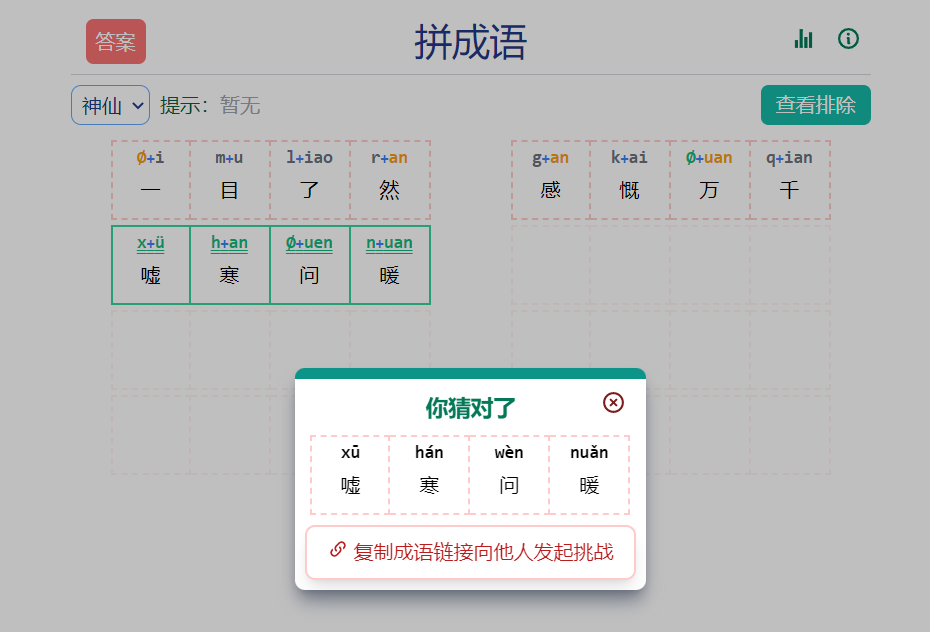 答案
拼成语
神仙
提示：暂无
查看排除
ø+i m+u l+iao r+an
一 目 了 然
g+an k+ai ø+uan q+ian
感 慨 万 千
x+ü h+an ø+uen n+uan
嘘 寒 问 暖
你猜对了
xū hán wèn nuǎn
嘘 寒 问 暖
复制成语链接向他人发起挑战